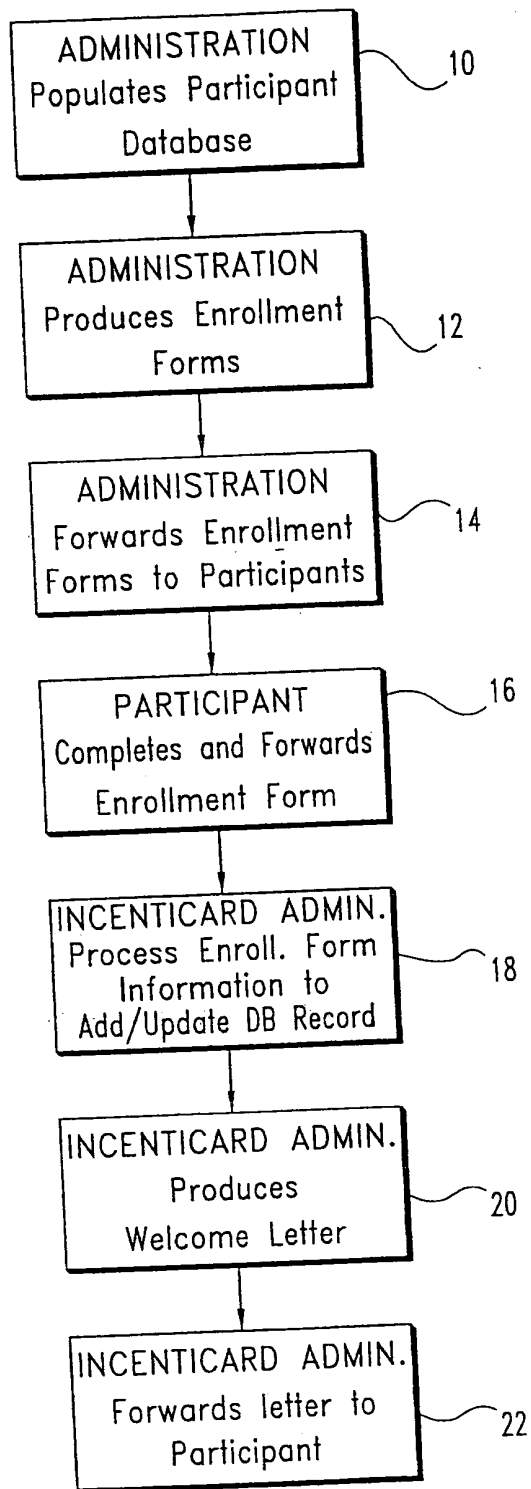 ADMINISTRATION
Populates Participant
Database
10
ADMINISTRATION
Produces Enrollment
Forms
12
ADMINISTRATION
Forwards Enrollment
Forms to Participants
14
PARTICIPANT
Completes and Forwards
Enrollment Form
16
INCENTICARD ADMIN.
Process Enroll. Form
Information to
Add/Update DB Record
18
INCENTICARD ADMIN.
Produces
Welcome Letter
20
INCENTICARD ADMIN.
Forwards letter to
Participant
22